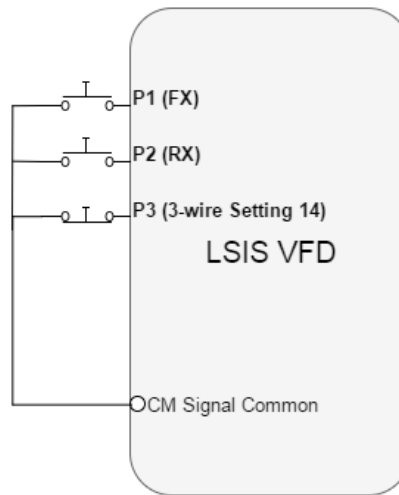 P1 (FX)
P2 (RX)
P3 (3-wire Setting 14)
LSIS VFD
CM Signal Common